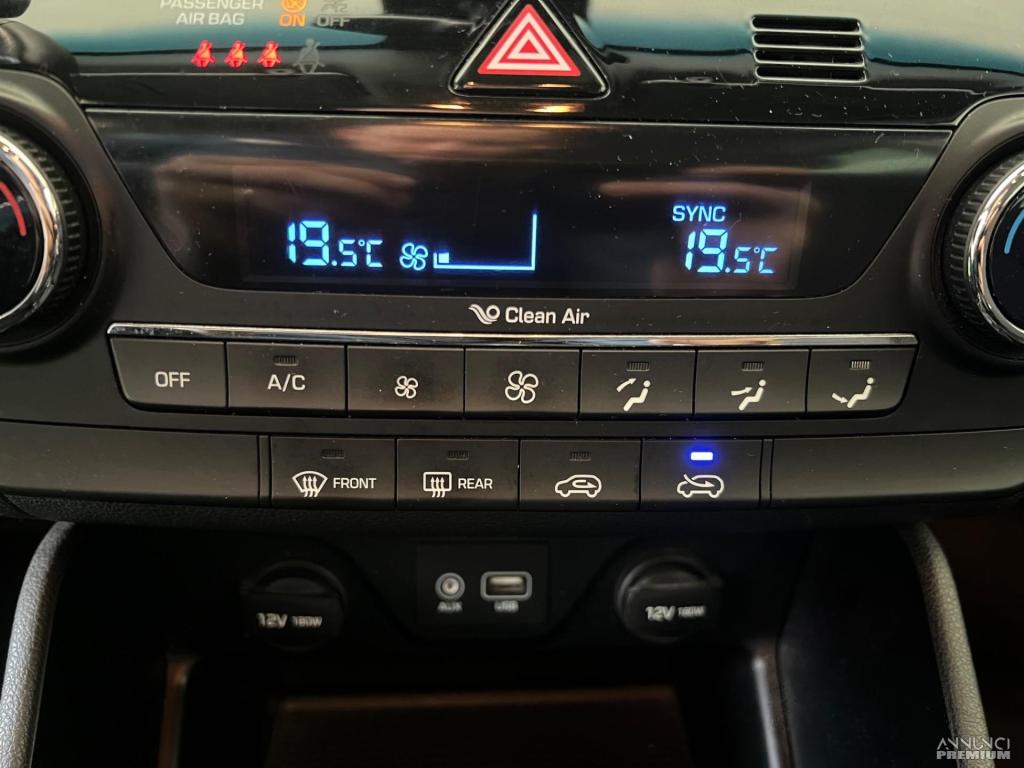 PASSENGER
AIR BAG ON OFF
SYNC
19.5°C 19.5°C
Clean Air
OFF A/C
FRONT REAR
AUX USB
12V 180W 12V 180W
ANNUNCI
PREMIUM